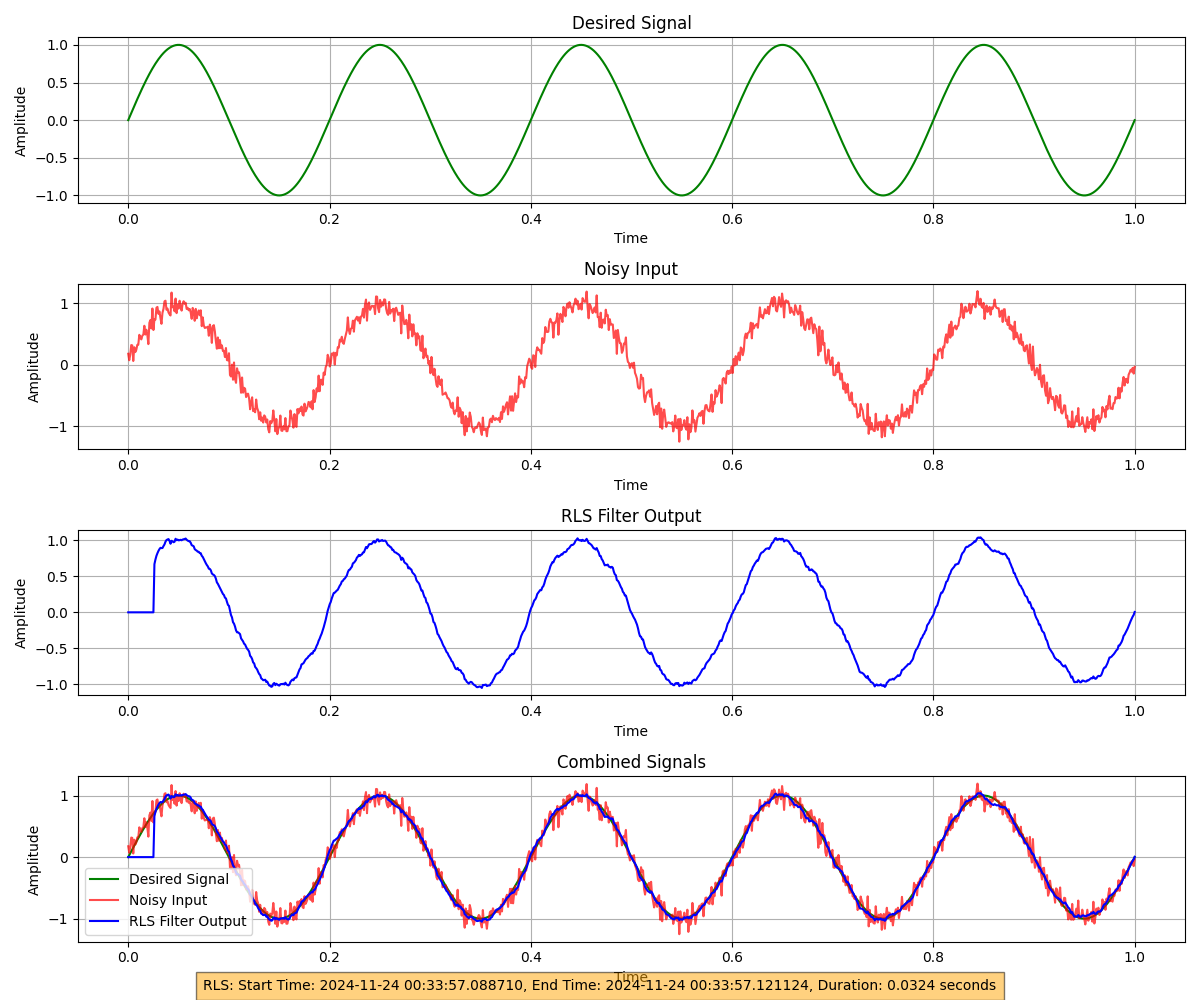 Desired Signal
1.0
0.5
0.0
−0.5
−1.0
Amplitude
0.0 0.2 0.4 0.6 0.8 1.0
Time
Noisy Input
1
0
−1
Amplitude
0.0 0.2 0.4 0.6 0.8 1.0
Time
RLS Filter Output
1.0
0.5
0.0
−0.5
−1.0
Amplitude
0.0 0.2 0.4 0.6 0.8 1.0
Time
Combined Signals
1
0
−1
Amplitude
Desired Signal
Noisy Input
RLS Filter Output
0.0 0.2 0.4 0.6 0.8 1.0
Time
RLS: Start Time: 2024-11-24 00:33:57.088710, End Time: 2024-11-24 00:33:57.121124, Duration: 0.0324 seconds